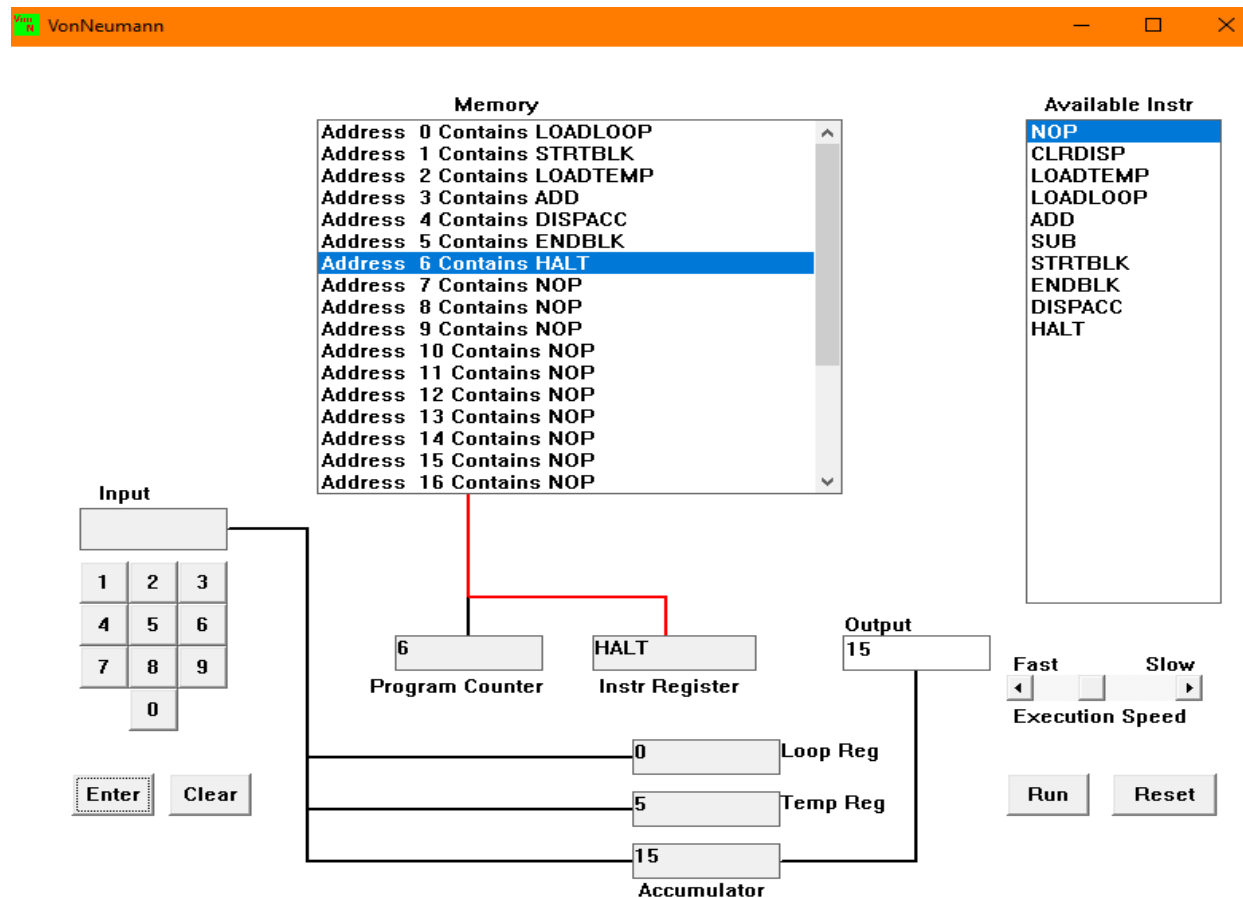 Von N VonNeumann
Memory
Address 0 Contains LOADLOOP
Address 1 Contains STRTBLK
Address 2 Contains LOADTEMP
Address 3 Contains ADD
Address 4 Contains DISPACC
Address 5 Contains ENDBLK
Address 6 Contains HALT
Address 7 Contains NOP
Address 8 Contains NOP
Address 9 Contains NOP
Address 10 Contains NOP
Address 11 Contains NOP
Address 12 Contains NOP
Address 13 Contains NOP
Address 14 Contains NOP
Address 15 Contains NOP
Address 16 Contains NOP
Available Instr
NOP
CLRDISP
LOADTEMP
LOADLOOP
ADD
SUB
STRTBLK
ENDBLK
DISPACC
HALT
Input
1 2 3
4 5 6
7 8 9
0
Enter Clear
6
Program Counter
HALT
Instr Register
Output
15
Fast Slow
Execution Speed
0 Loop Reg
5 Temp Reg
15
Accumulator
Run Reset